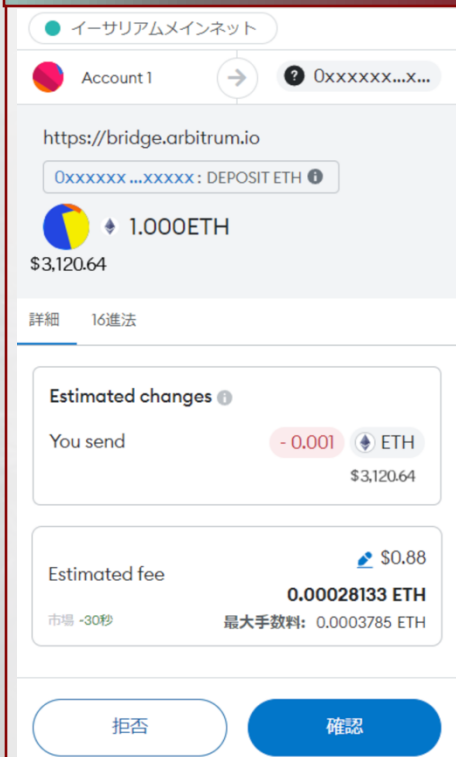 イーサリアムメインネット
Account 1
0xxxxxx...x...
https://bridge.arbitrum.io
0xxxxxx...xxxxx : DEPOSIT ETH
1.000ETH
$3,120.64
詳細 16進法
Estimated changes
You send - 0.001 ETH
$3,120.64
$0.88
Estimated fee
0.00028133 ETH
市場 -30秒 最大手数料: 0.0003785 ETH
拒否 確認